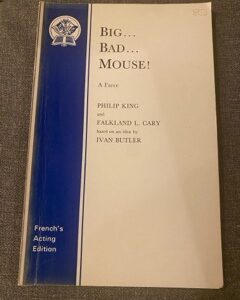 BIG...
BAD...
MOUSE!
A Farce
PHILIP KING
and
FALKLAND L. CARY
based on an idea by
IVAN BUTLER
French's
Acting
Edition